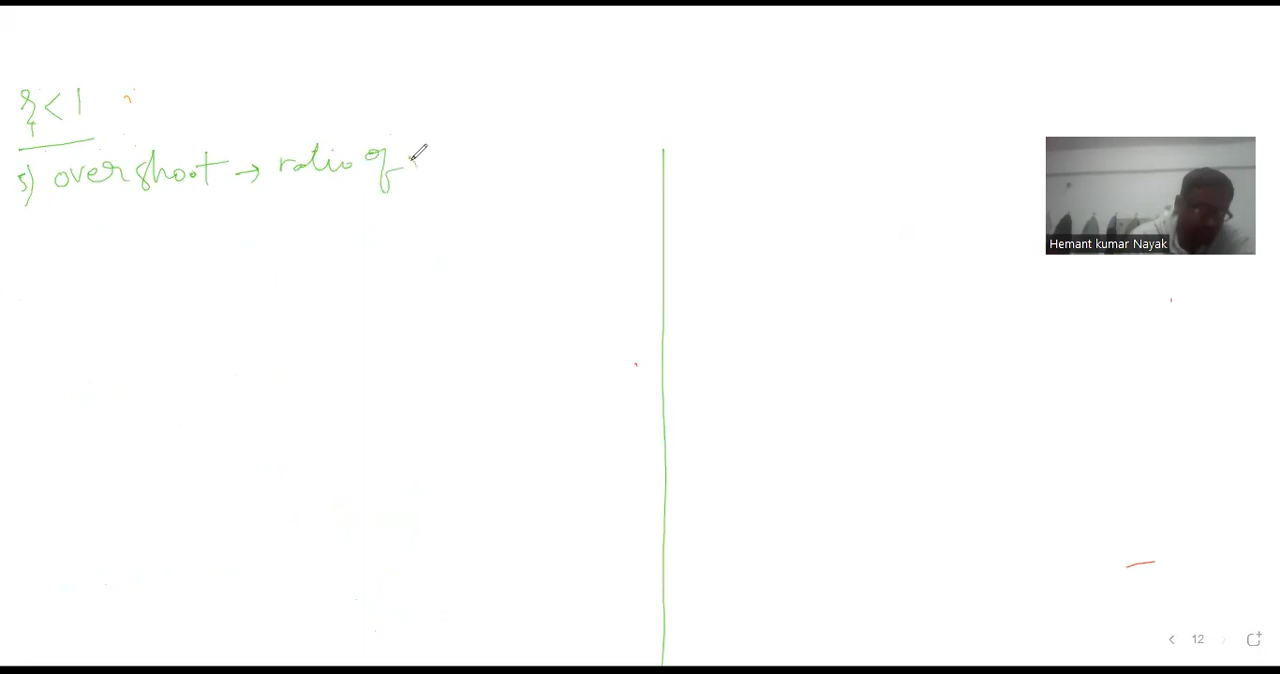 ξ < 1
5) overshoot → ratio of
Hemant kumar Nayak
< 12 >